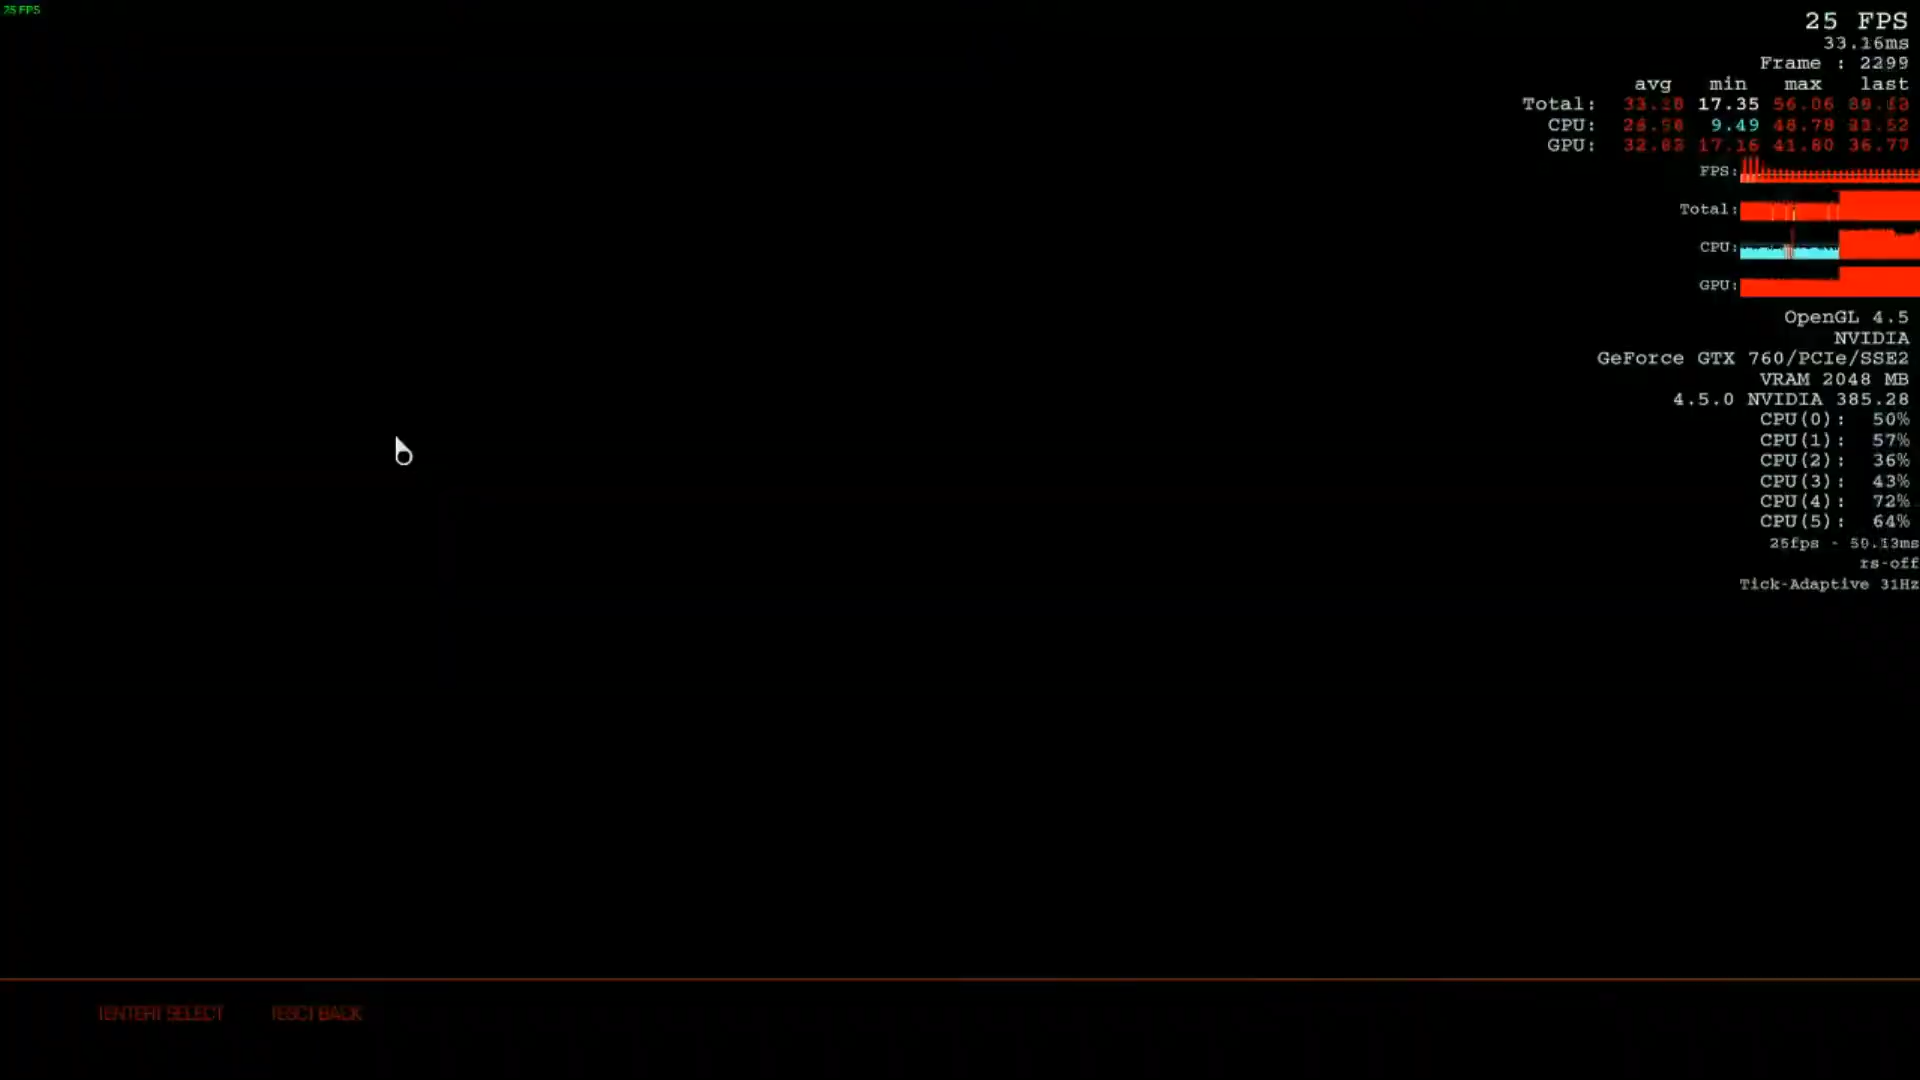 25 FPS
25 FPS
33.16ms
Frame : 2299
avg min max last
Total: 17.35 56.06
CPU: 9.49 48.78
GPU: 17.16 41.80 36.77
FPS:
Total:
CPU:
GPU:
OpenGL 4.5
NVIDIA
GeForce GTX 760/PCIe/SSE2
VRAM 2048 MB
4.5.0 NVIDIA 385.28
CPU(0): 50%
CPU(1): 57%
CPU(2): 36%
CPU(3): 43%
CPU(4): 72%
CPU(5): 64%
25fps - 50.13ms
rs-off
Tick-Adaptive 31Hz
[ENTER] SELECT [ESC] BACK